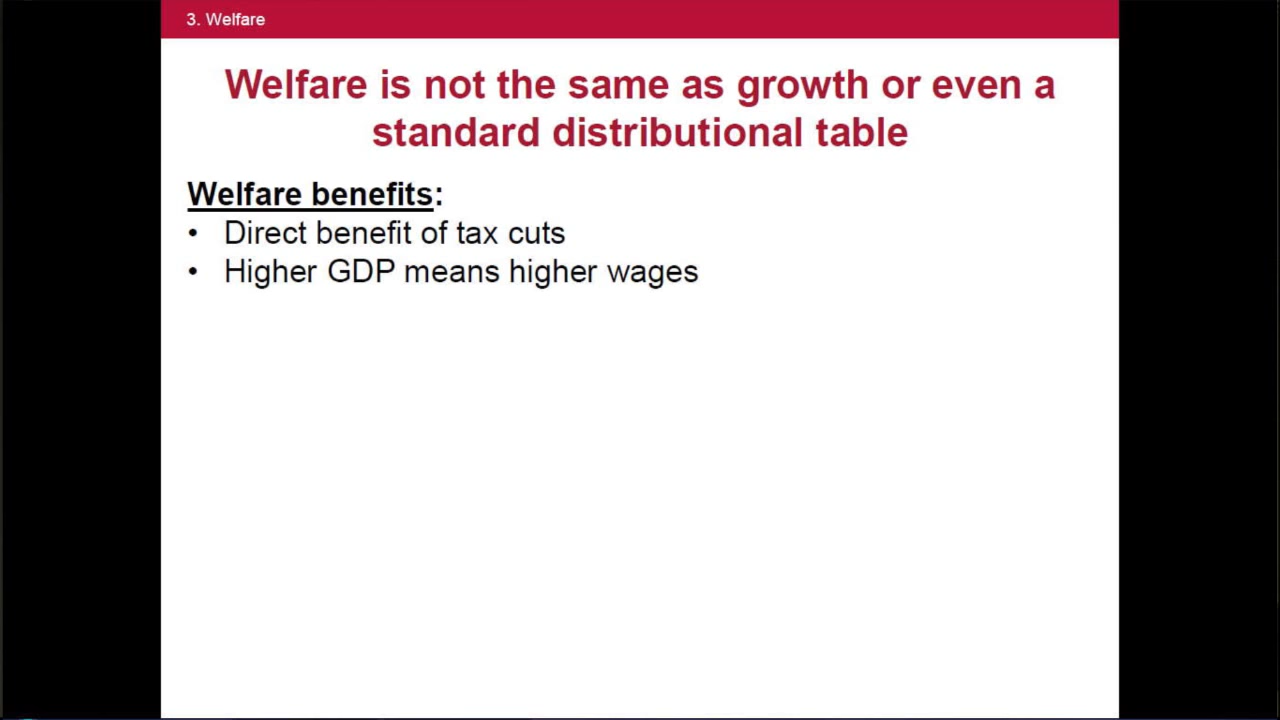 3. Welfare
Welfare is not the same as growth or even a
standard distributional table
Welfare benefits:
• Direct benefit of tax cuts
• Higher GDP means higher wages